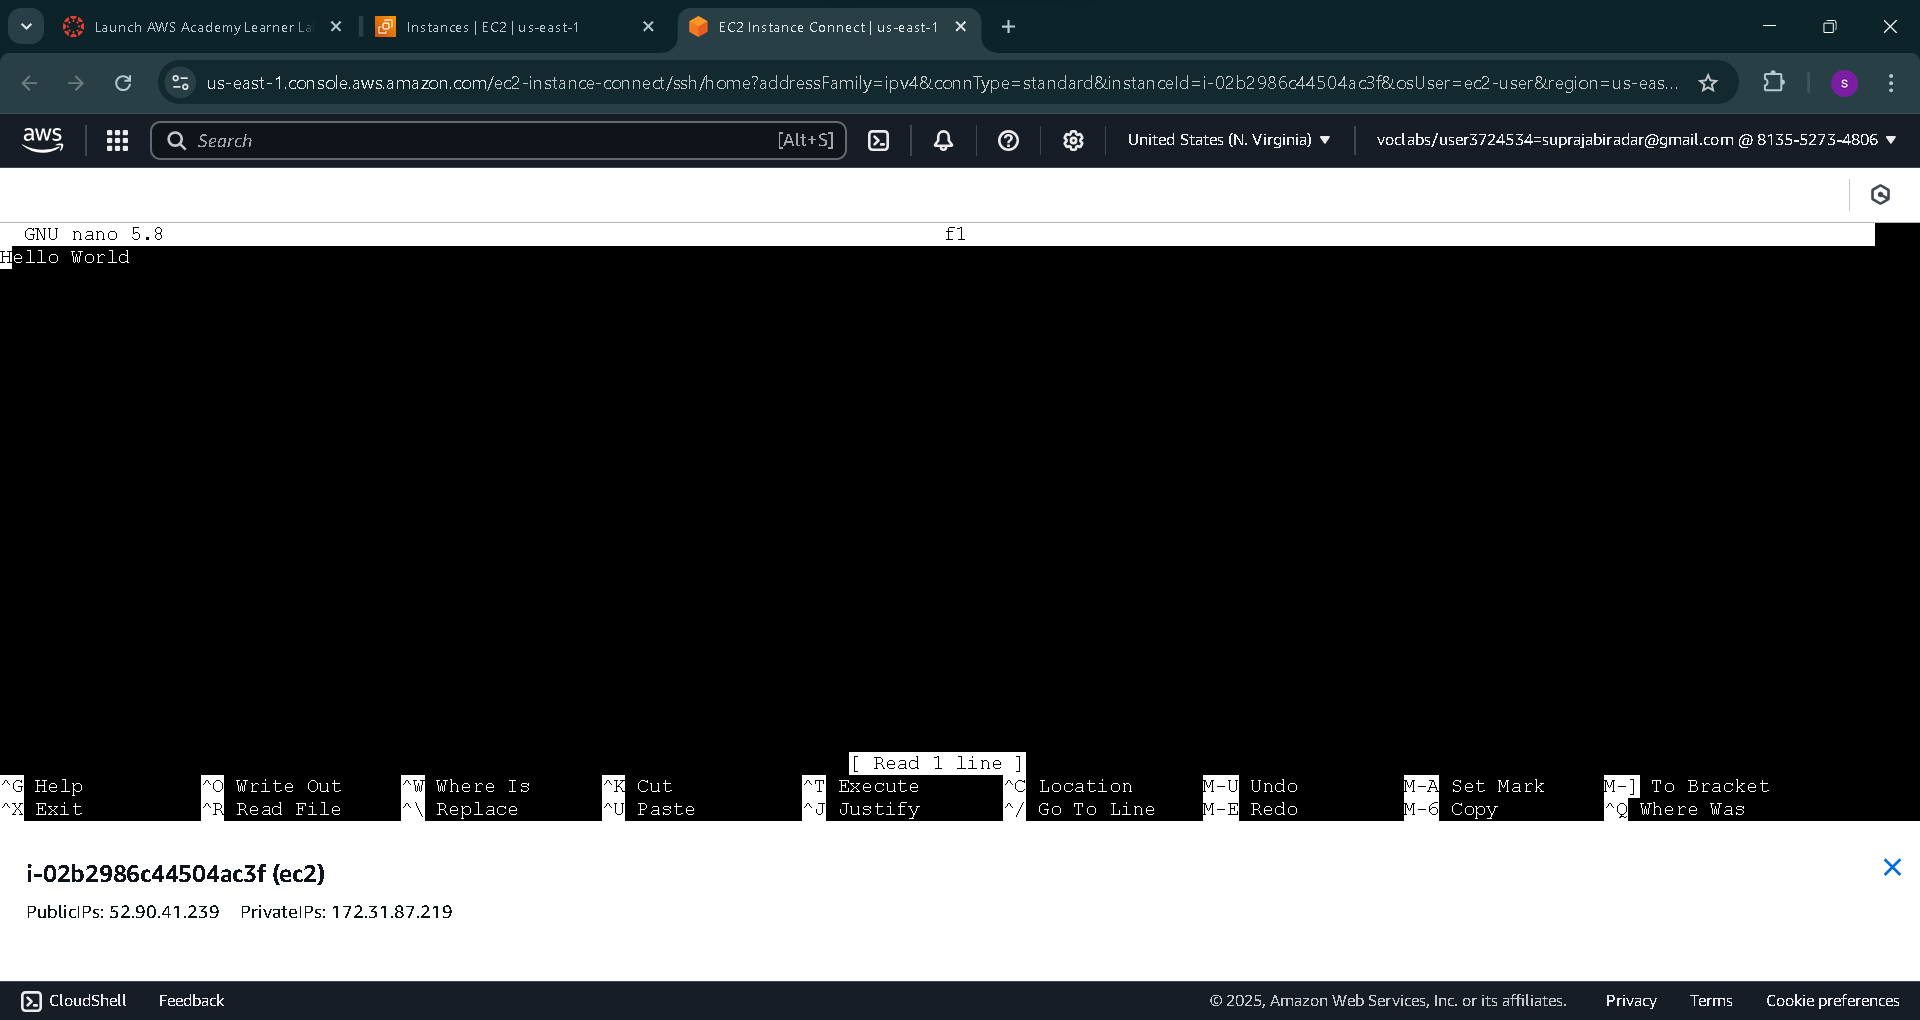 Launch AWS Academy Learner La
Instances | EC2 | us-east-1
EC2 Instance Connect | us-east-1
us-east-1.console.aws.amazon.com/ec2-instance-connect/ssh/home?addressFamily=ipv4&connType=standard&instanceId=i-02b2986c44504ac3f&osUser=ec2-user&region=us-eas...
S
aws
Search
[Alt+S]
United States (N. Virginia)
voclabs/user3724534=suprajabiradar@gmail.com @ 8135-5273-4806
GNU nano 5.8 f1
Hello World
[ Read 1 line ]
^G Help ^O Write Out ^W Where Is ^K Cut ^T Execute ^C Location M-U Undo M-A Set Mark M-] To Bracket
^X Exit ^R Read File ^\ Replace ^U Paste ^J Justify ^/ Go To Line M-E Redo M-6 Copy ^Q Where Was
i-02b2986c44504ac3f (ec2)
PublicIPs: 52.90.41.239 PrivateIPs: 172.31.87.219
CloudShell Feedback © 2025, Amazon Web Services, Inc. or its affiliates. Privacy Terms Cookie preferences